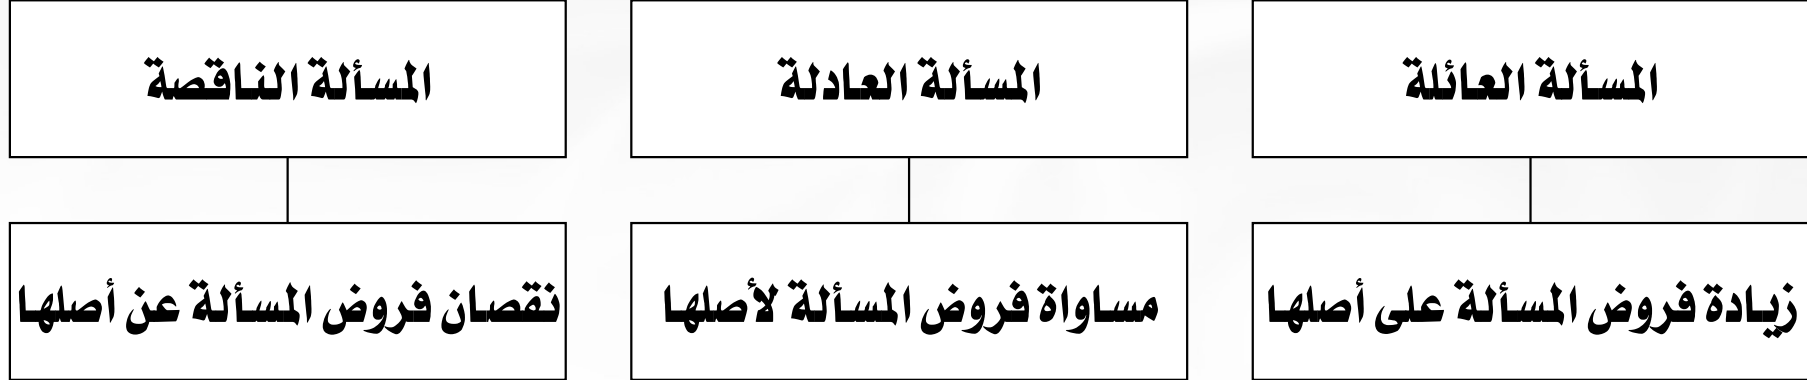 المسألة العائلة
المسألة العادلة
المسألة الناقصة
زيادة فروض المسألة على أصلها
مساواة فروض المسألة لأصلها
نقصان فروض المسألة عن أصلها